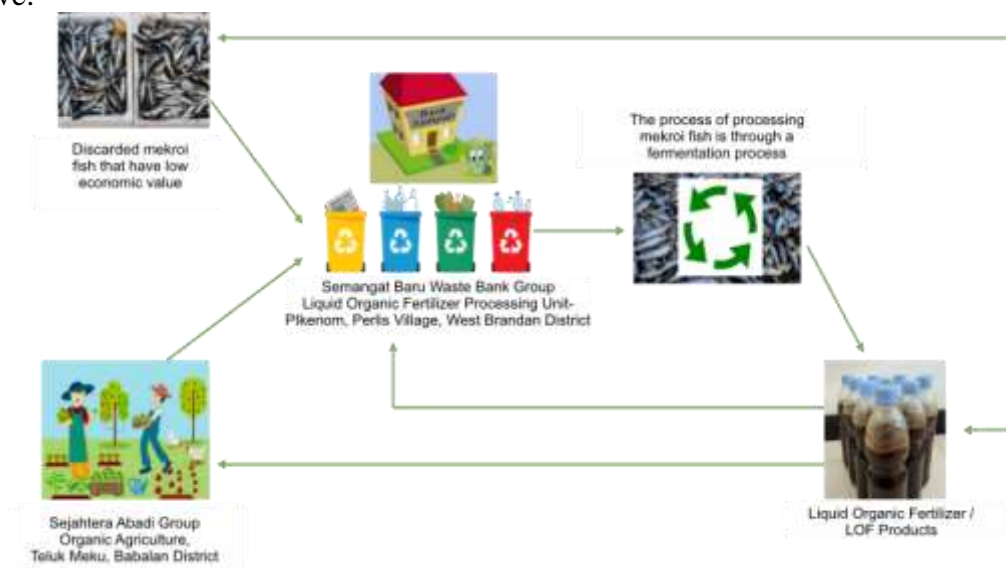 ve.
Discarded mekroi
fish that have low
economic value
The process of processing
mekroi fish is through a
fermentation process
Semangat Baru Waste Bank Group
Liquid Organic Fertilizer Processing Unit-
PIkenom, Perlis Village, West Brandan District
Liquid Organic Fertilizer /
LOF Products
Sejahtera Abadi Group
Organic Agriculture,
Teluk Meku, Babalan District